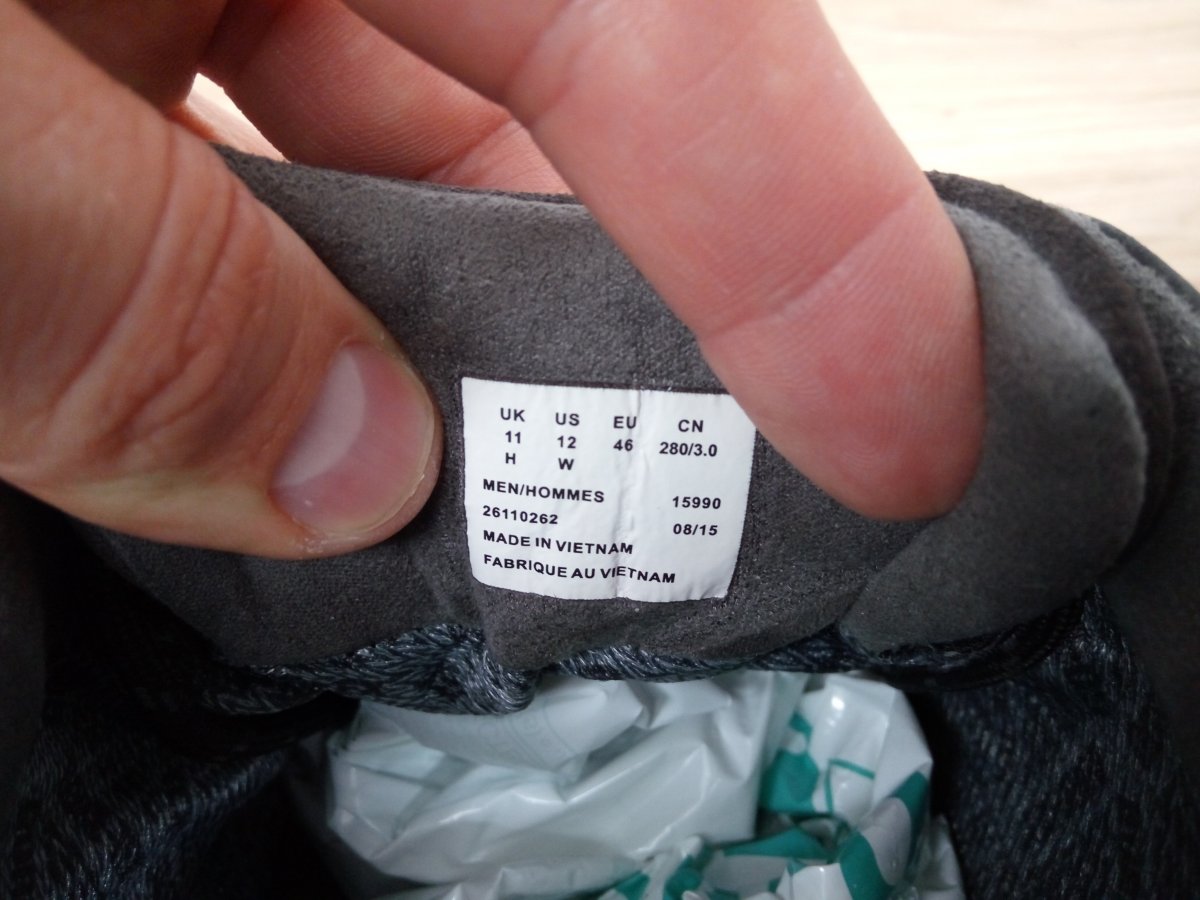 UK US EU CN
11 12 46 280/3.0
H W
MEN/HOMMES 15990
26110262 08/15
MADE IN VIETNAM
FABRIQUE AU VIETNAM